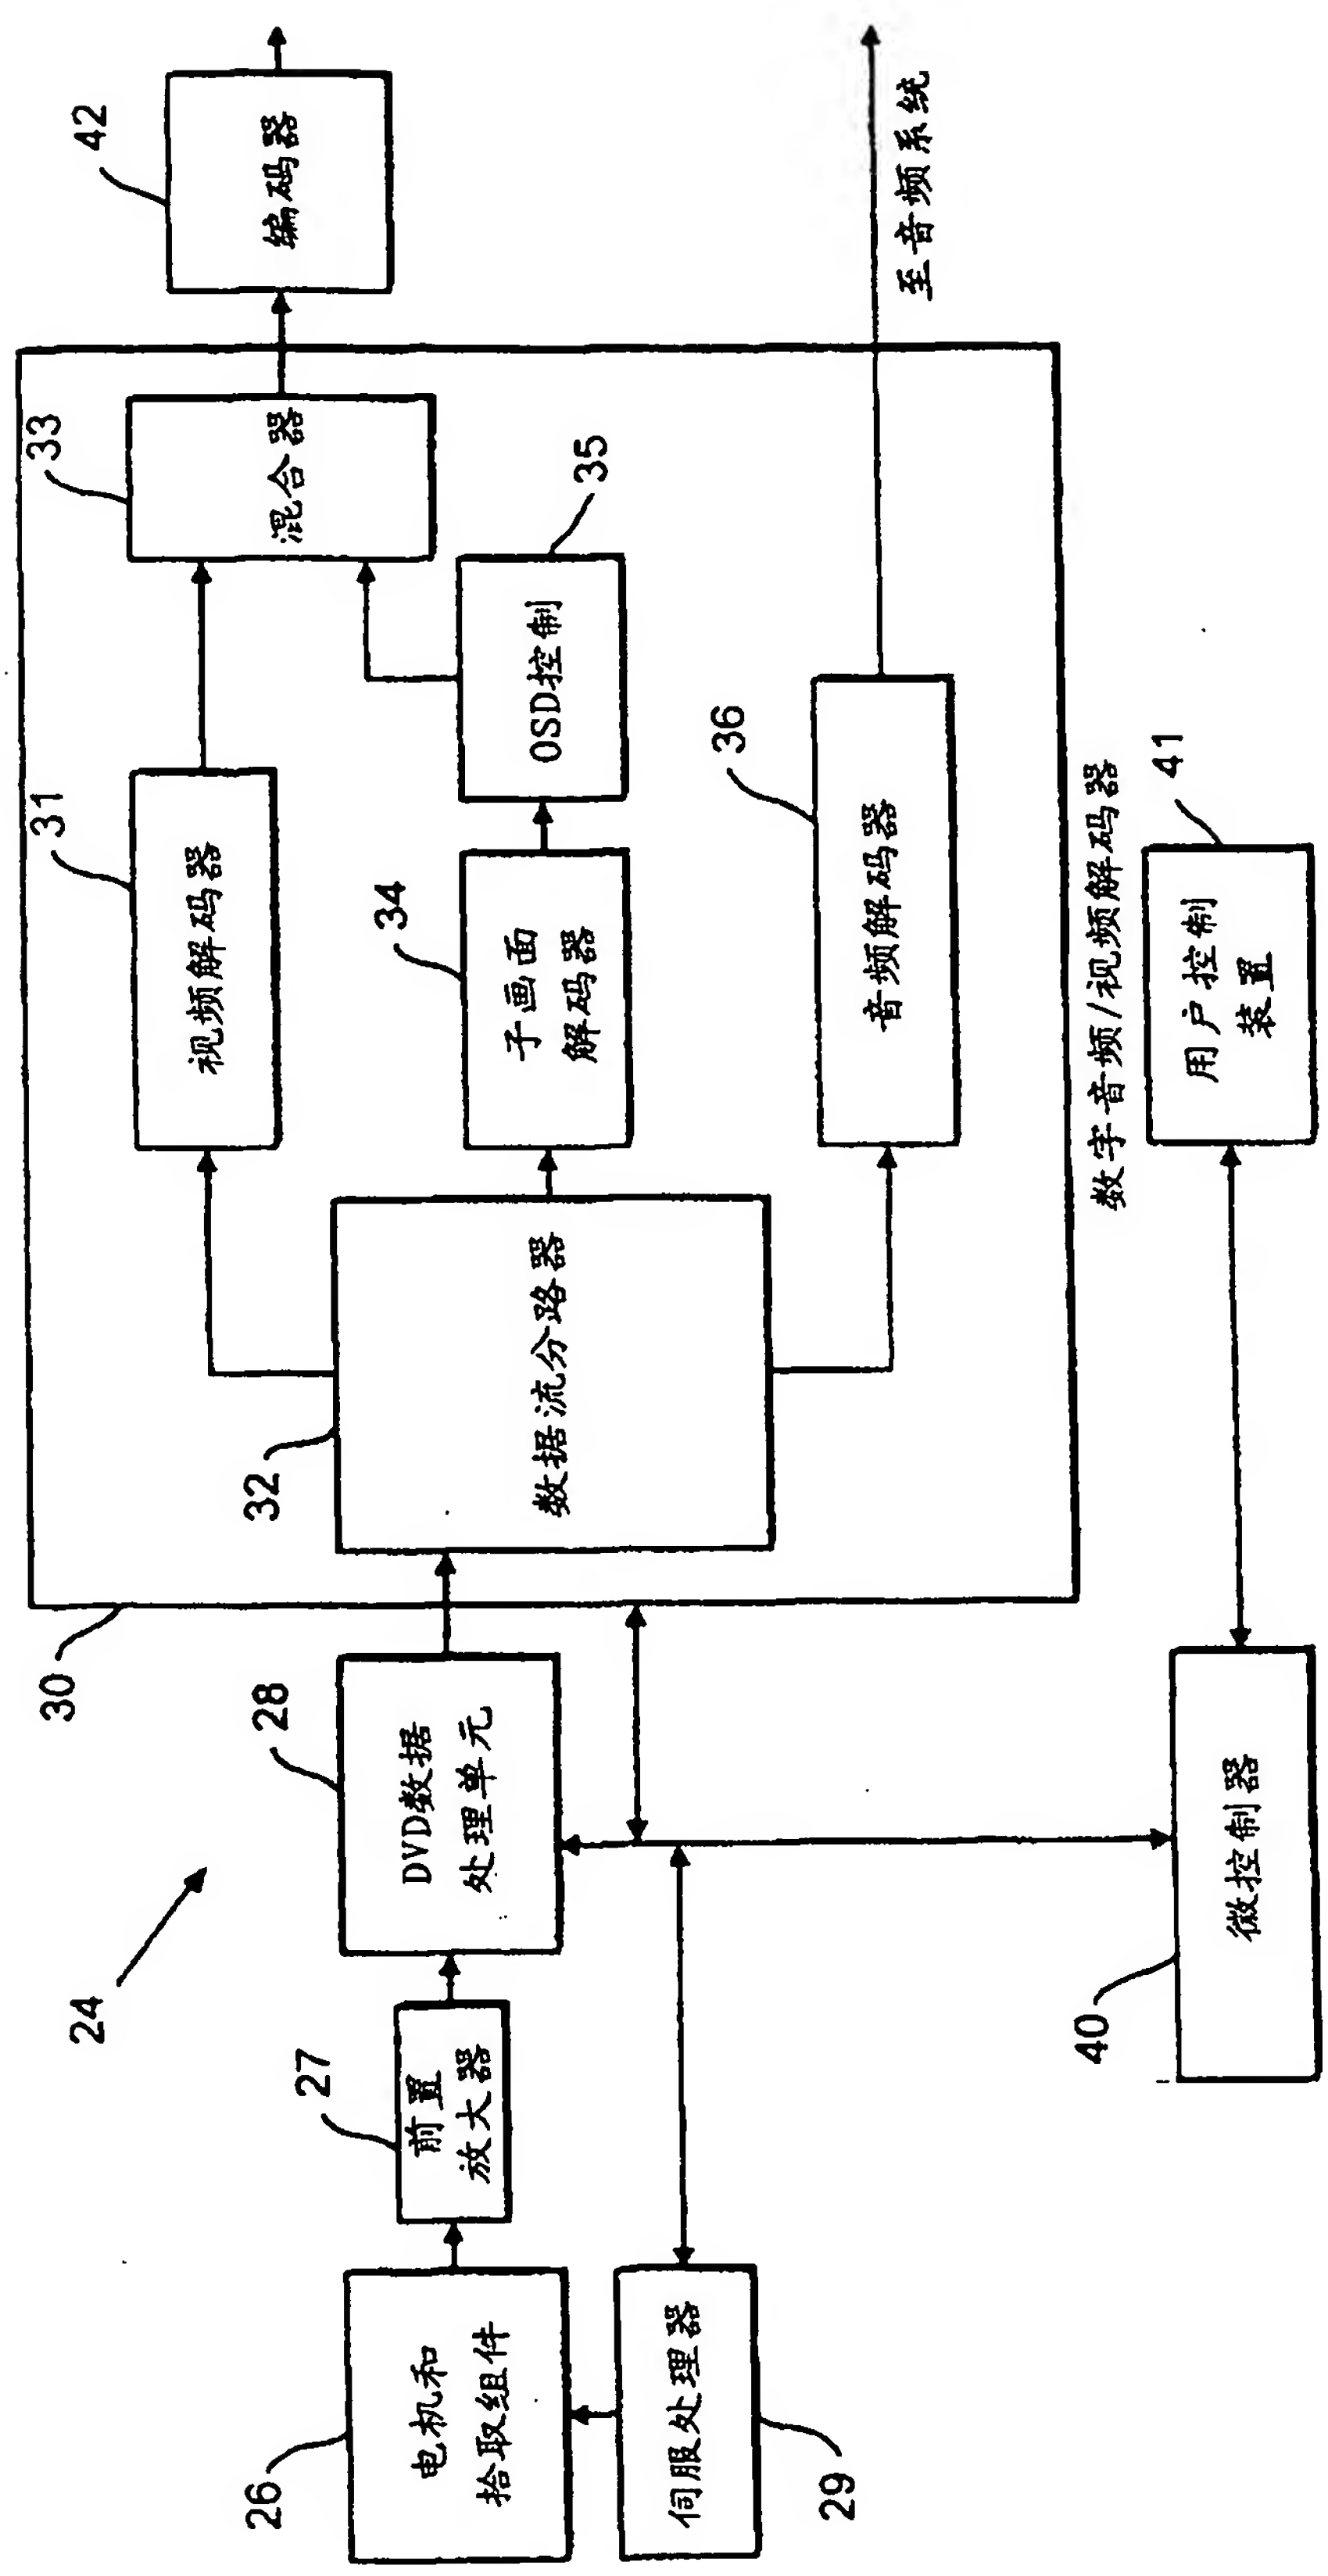 24
26
电机和
拾取组件
27
前置
放大器
28
DVD数据
处理单元
29
伺服处理器
30
32
数据流分路器
31
视频解码器
33
混合器
34
子画面
解码器
35
OSD控制
36
音频解码器
42
编码器
至音频系统
数字音频/视频解码器
40
微控制器
41
用户控制
装置